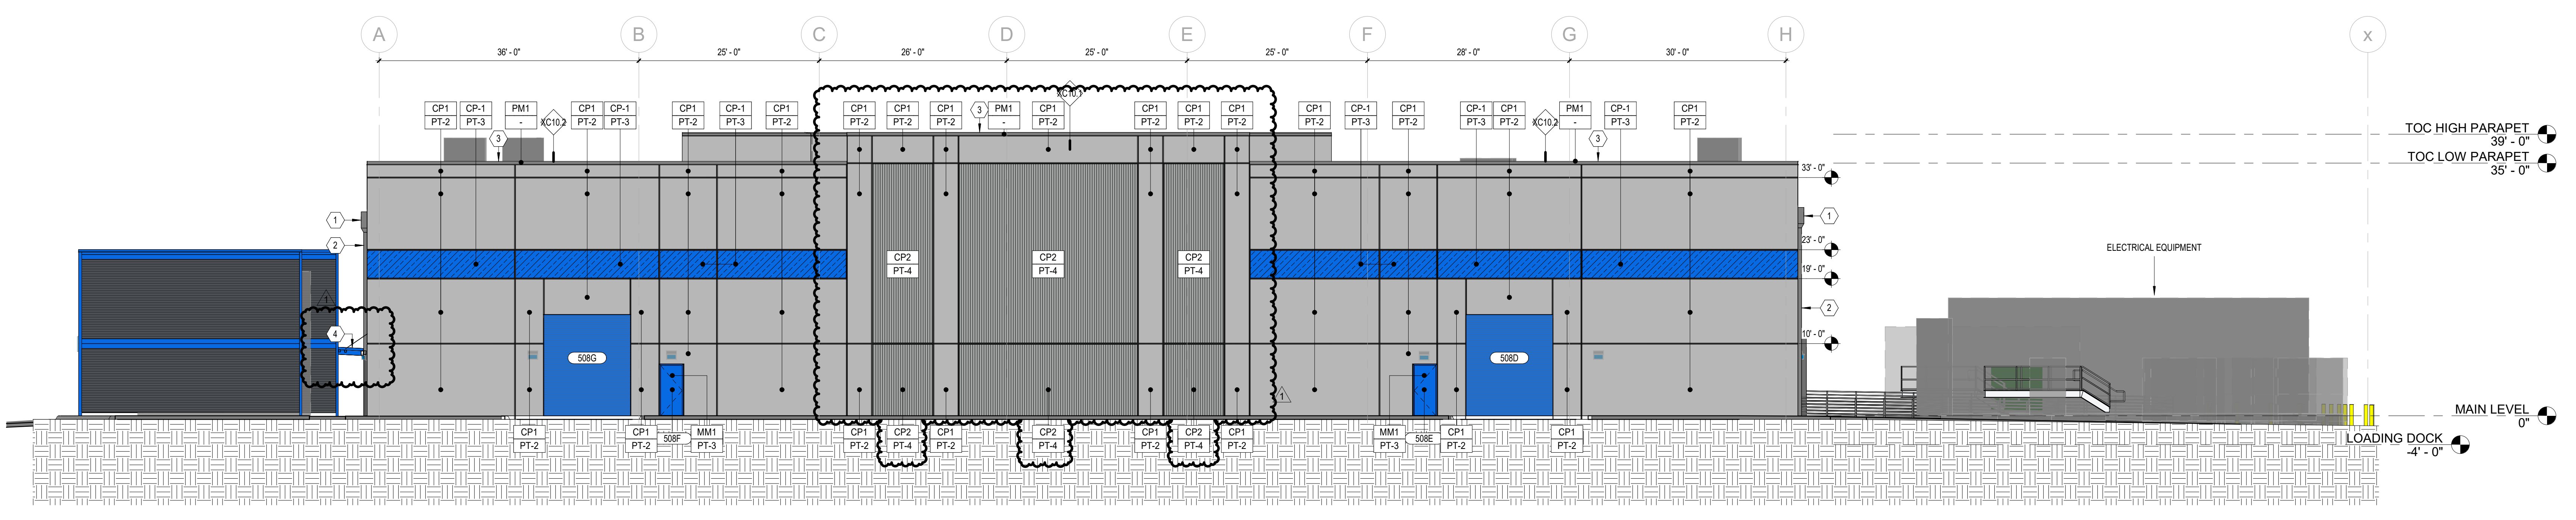 A B C D E F G H x
36' - 0" 25' - 0" 26' - 0" 25' - 0" 25' - 0" 28' - 0" 30' - 0"
XC10.1
CP1 CP-1 PM1 CP1 CP-1 CP1 CP-1 CP1 CP1 CP1 CP1 3 PM1 CP1 CP1 CP1 CP1 CP1 CP-1 CP1 CP-1 CP1 PM1 CP-1 CP1
PT-2 PT-3 - XC10.2 PT-2 PT-3 PT-2 PT-3 PT-2 PT-2 PT-2 PT-2 - PT-2 PT-2 PT-2 PT-2 PT-2 PT-3 PT-2 PT-3 PT-2 XC10.2 - PT-3 PT-2
3 3
TOC HIGH PARAPET
39' - 0"
TOC LOW PARAPET
35' - 0"
33' - 0"
1 1
2
23' - 0"
ELECTRICAL EQUIPMENT
CP2 CP2 CP2
PT-4 PT-4 PT-4
19' - 0"
1
2
4
10' - 0"
508G 508D
1
MAIN LEVEL
0"
CP1 CP1 MM1 CP1 CP2 CP1 CP2 CP1 CP2 CP1 MM1 CP1 CP1
PT-2 PT-2 508F PT-3 PT-2 PT-4 PT-2 PT-4 PT-2 PT-4 PT-2 PT-3 508E PT-2 PT-2
LOADING DOCK
-4' - 0"